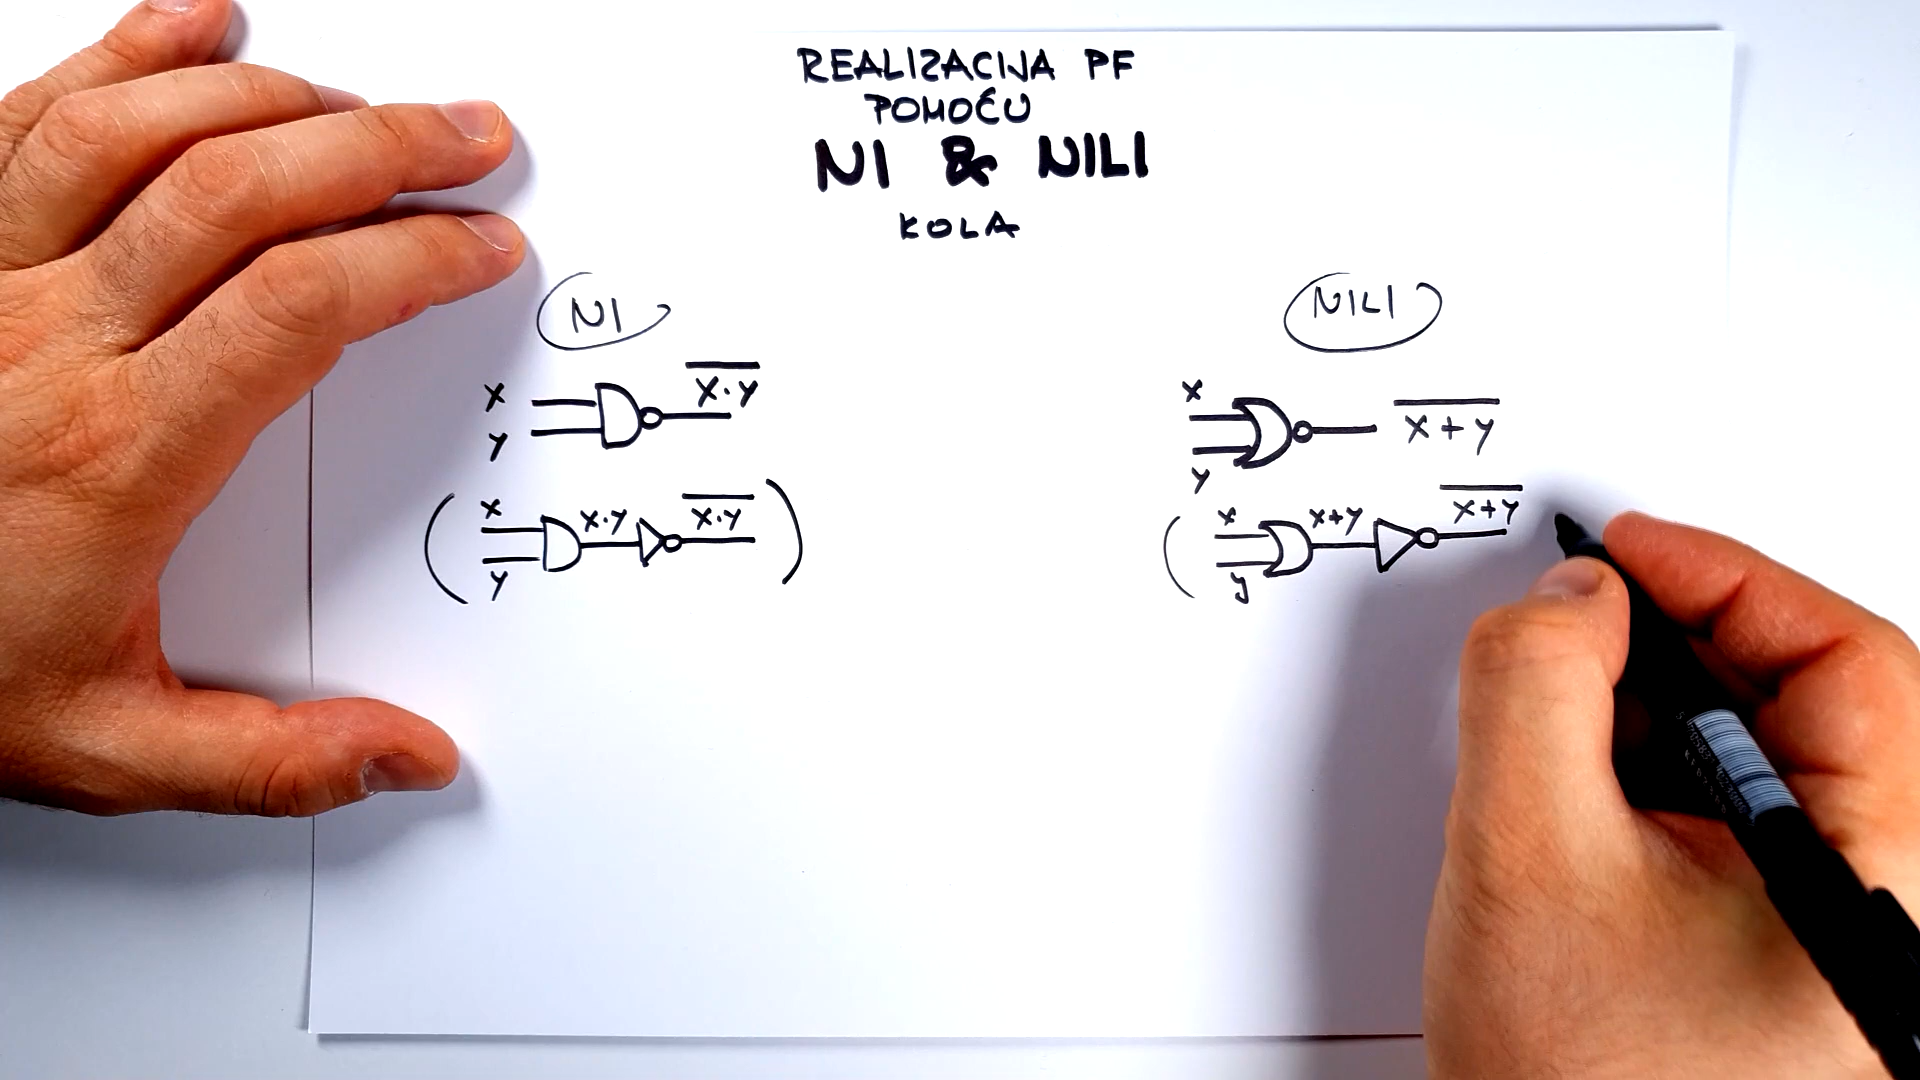 REALIZACIJA PF
POMOĆU
NI & NILI
KOLA
NI
x
y
x·y
x
y
x·y
x·y
NILI
x
y
x+y
x
y
x+y
x+y